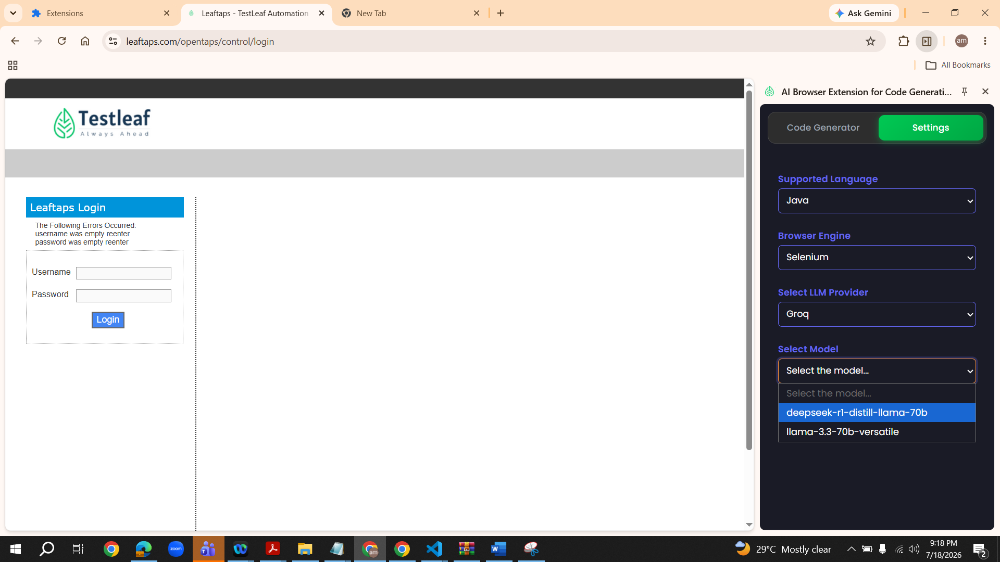 Extensions
Leaftaps - TestLeaf Automation
New Tab
Ask Gemini
leaftaps.com/opentaps/control/login
am
All Bookmarks
Testleaf
Always Ahead
Leaftaps Login
The Following Errors Occurred:
username was empty reenter
password was empty reenter
Username
Password
Login
AI Browser Extension for Code Generati...
Code Generator
Settings
Supported Language
Java
Browser Engine
Selenium
Select LLM Provider
Groq
Select Model
Select the model...
Select the model...
deepseek-r1-distill-llama-70b
llama-3.3-70b-versatile
zoom
T
am
W
29°C Mostly clear
9:18 PM
7/18/2026
2